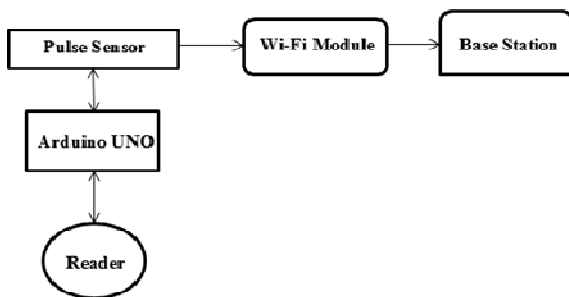 Pulse Sensor
Wi-Fi Module
Base Station
Arduino UNO
Reader